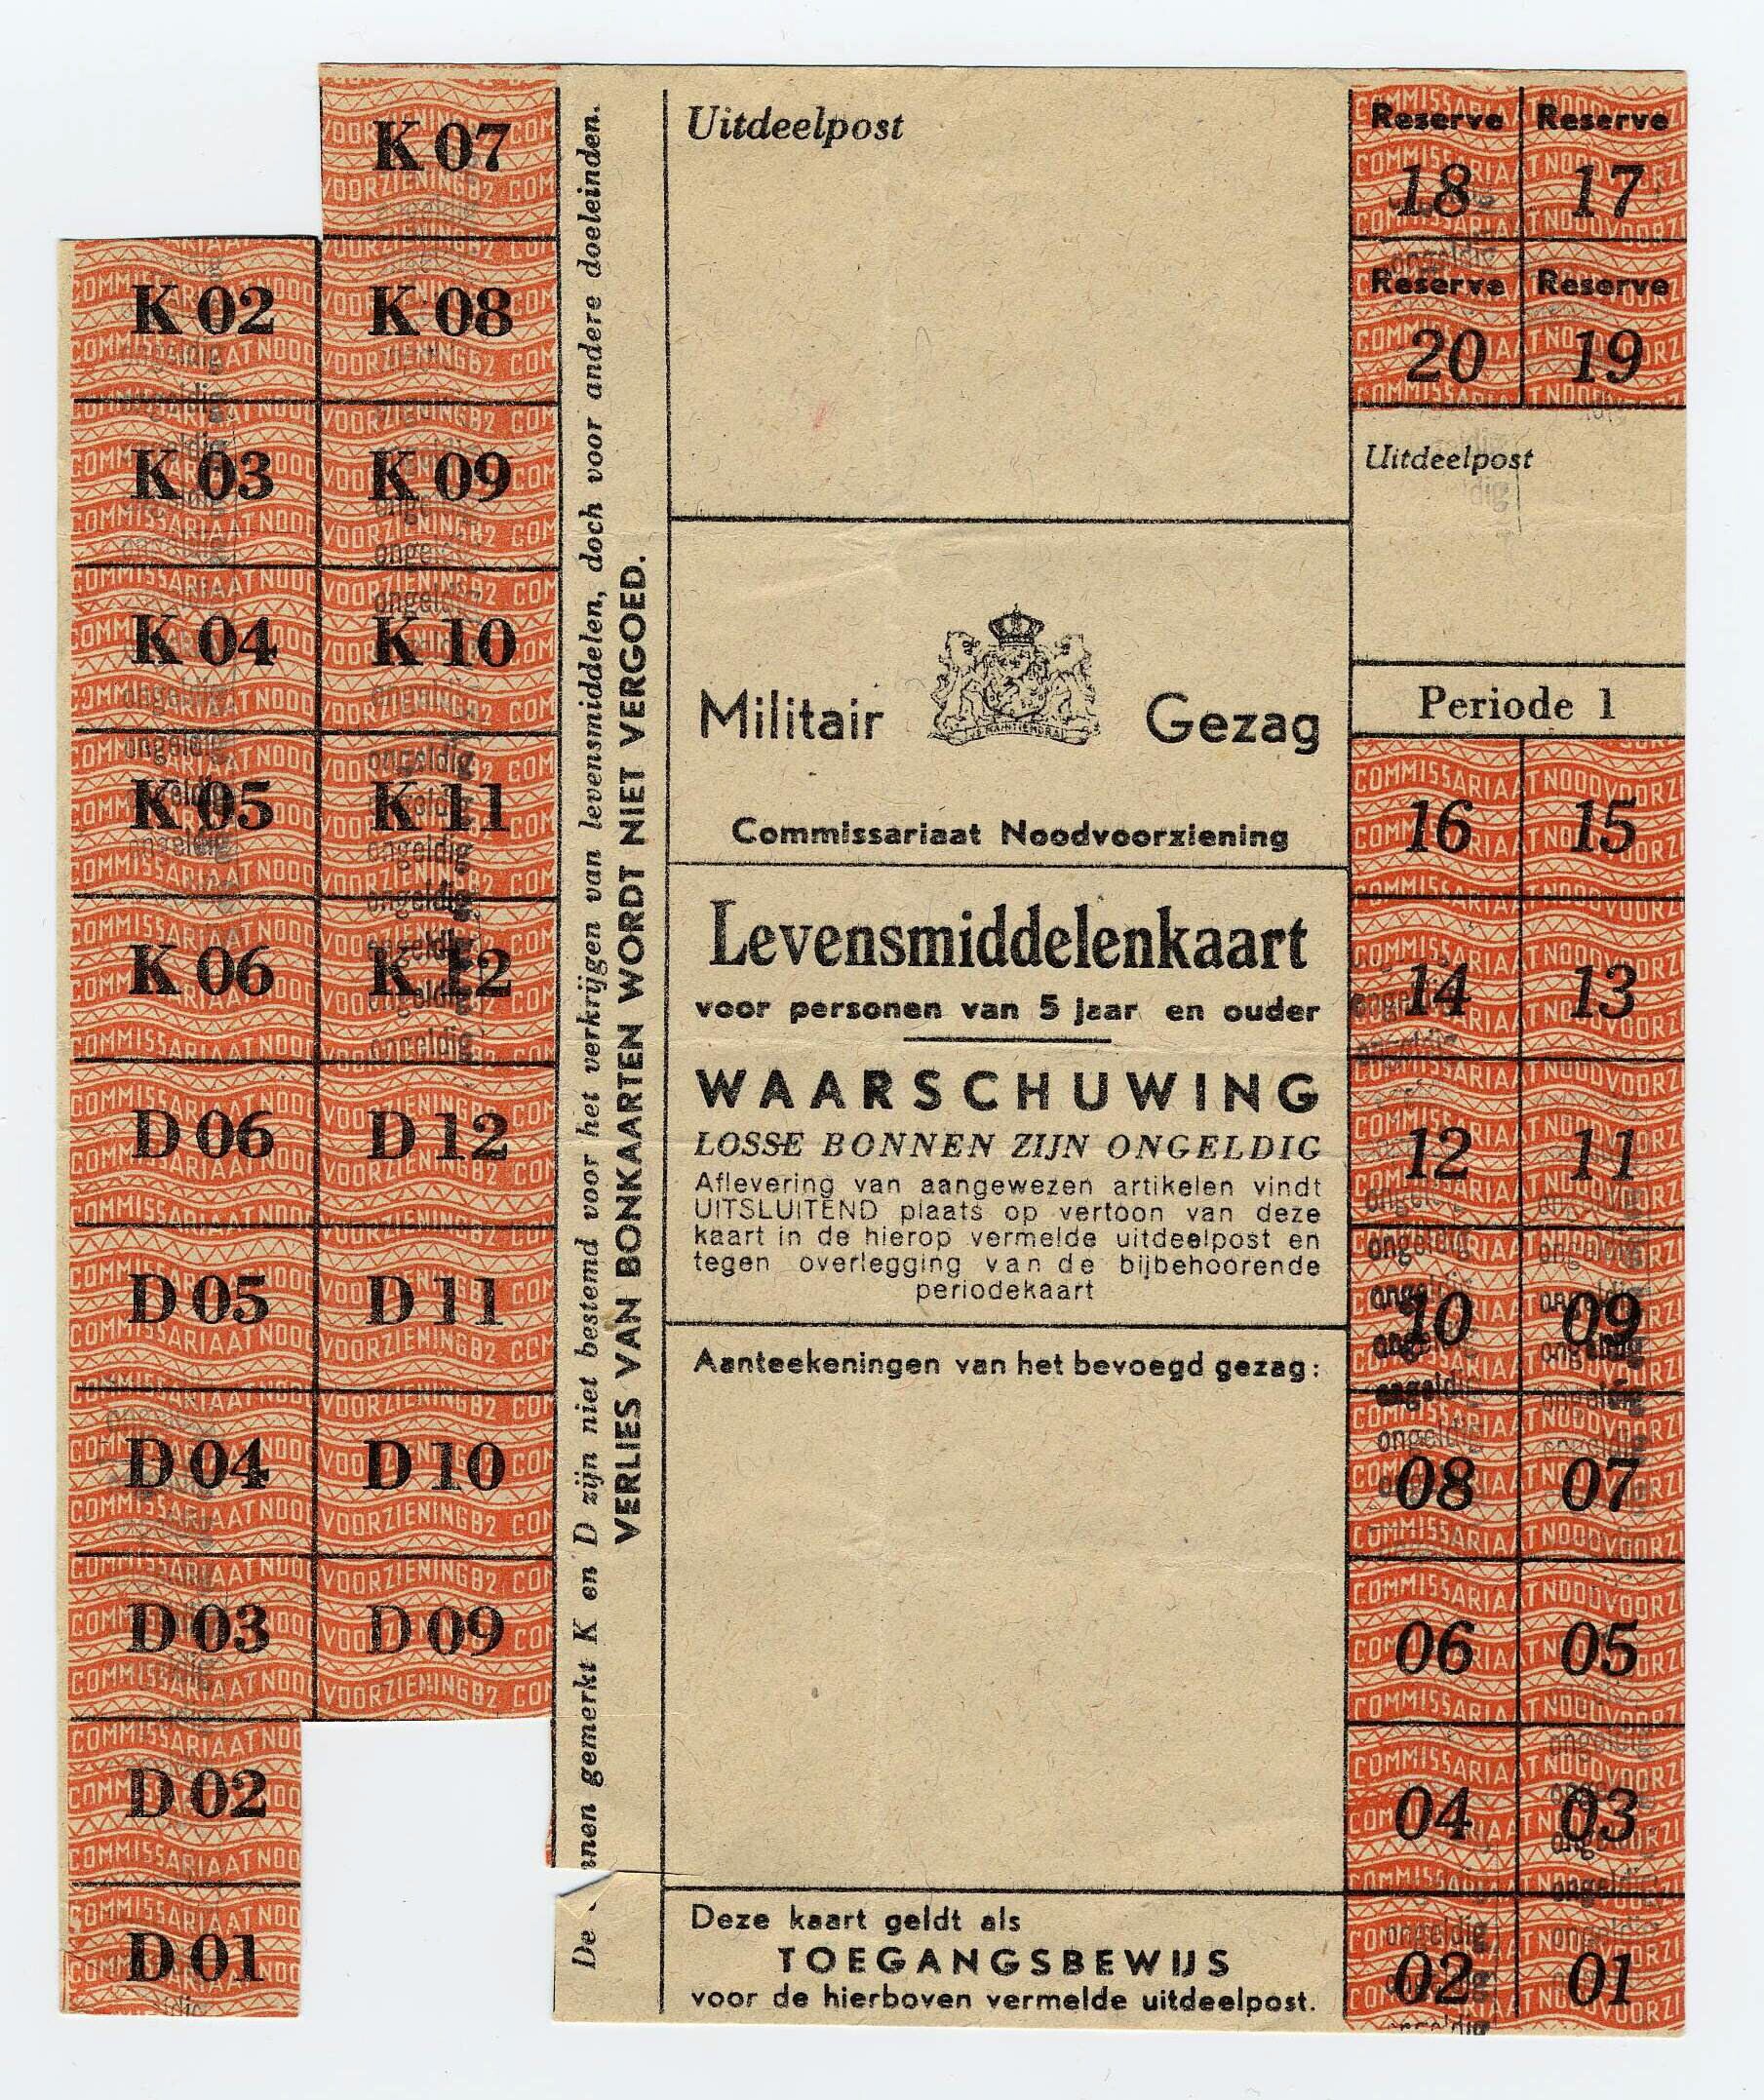 K 07
K 02
K 08
K 03
K 09
K 04
K 10
K 05
K 11
K 06
K 12
D 06
D 12
D 05
D 11
D 04
D 10
D 03
D 09
D 02
D 01
De nnen gemerkt K en D zijn niet bestemd voor het verkrijgen van levensmiddelen, doch voor andere doeleinden.
VERLIES VAN BONKAARTEN WORDT NIET VERGOED.
Uitdeelpost
Militair Gezag
Commissariaat Noodvoorziening
Levensmiddelenkaart
voor personen van 5 jaar en ouder
WAARSCHUWING
LOSSE BONNEN ZIJN ONGELDIG
Aflevering van aangewezen artikelen vindt
UITSLUITEND plaats op vertoon van deze
kaart in de hierop vermelde uitdeelpost en
tegen overlegging van de bijbehoorende
periodekaart
Aanteekeningen van het bevoegd gezag:
Deze kaart geldt als
TOEGANGSBEWIJS
voor de hierboven vermelde uitdeelpost.
Reserve Reserve
18 17
Reserve Reserve
20 19
Uitdeelpost
Periode 1
16 15
14 13
12 11
10 09
08 07
06 05
04 03
02 01